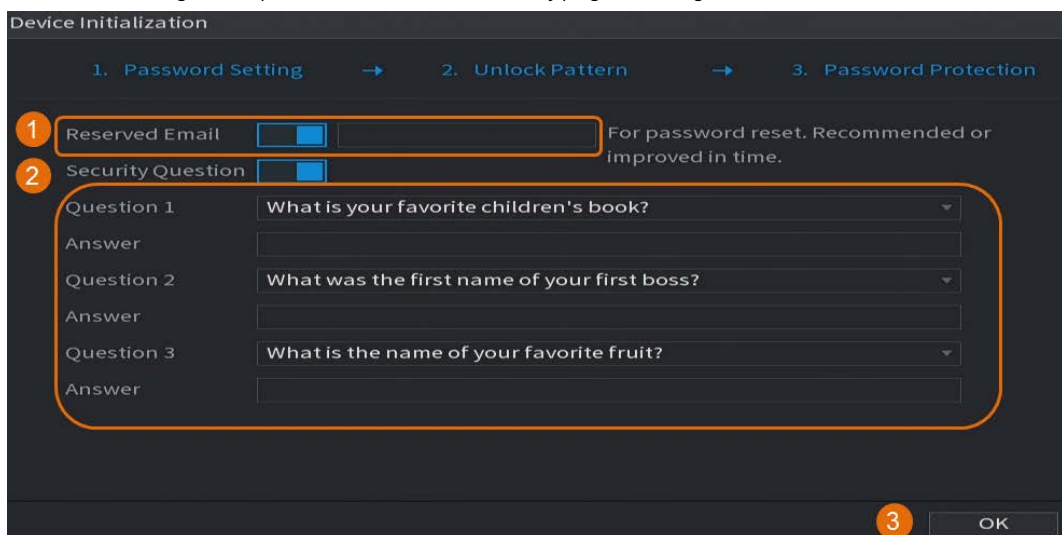 Device Initialization
1. Password Setting → 2. Unlock Pattern → 3. Password Protection
1 Reserved Email For password reset. Recommended or
improved in time.
2 Security Question
Question 1 What is your favorite children's book?
Answer
Question 2 What was the first name of your first boss?
Answer
Question 3 What is the name of your favorite fruit?
Answer
3 OK